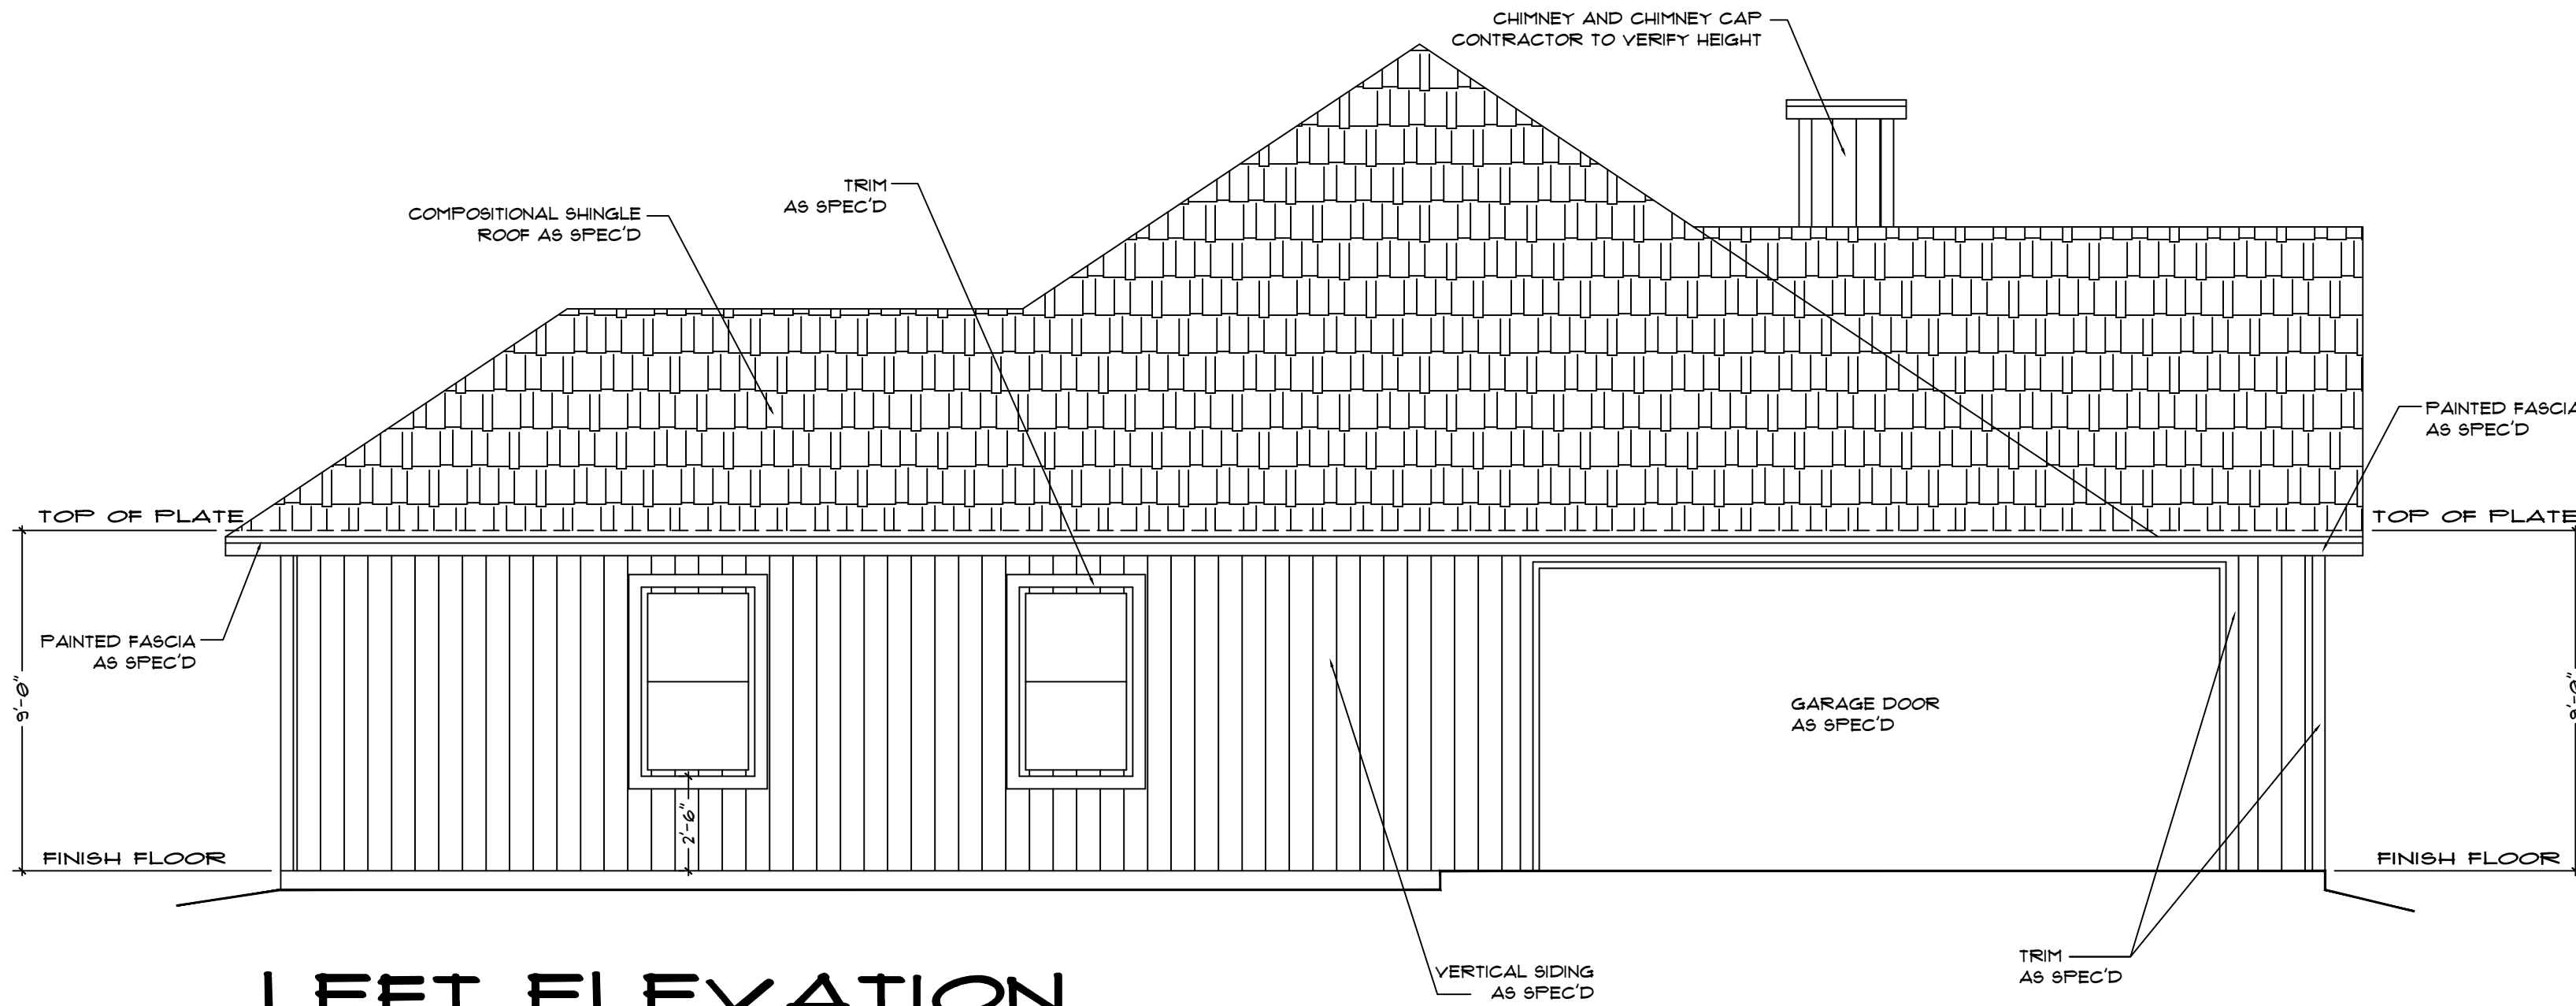 CHIMNEY AND CHIMNEY CAP
CONTRACTOR TO VERIFY HEIGHT
TRIM
AS SPEC'D
COMPOSITIONAL SHINGLE
ROOF AS SPEC'D
PAINTED FASCIA
AS SPEC'D
TOP OF PLATE
TOP OF PLATE
PAINTED FASCIA
AS SPEC'D
9'-0"
9'-0"
GARAGE DOOR
AS SPEC'D
2'-6"
FINISH FLOOR
FINISH FLOOR
TRIM
AS SPEC'D
VERTICAL SIDING
AS SPEC'D
LEFT ELEVATION